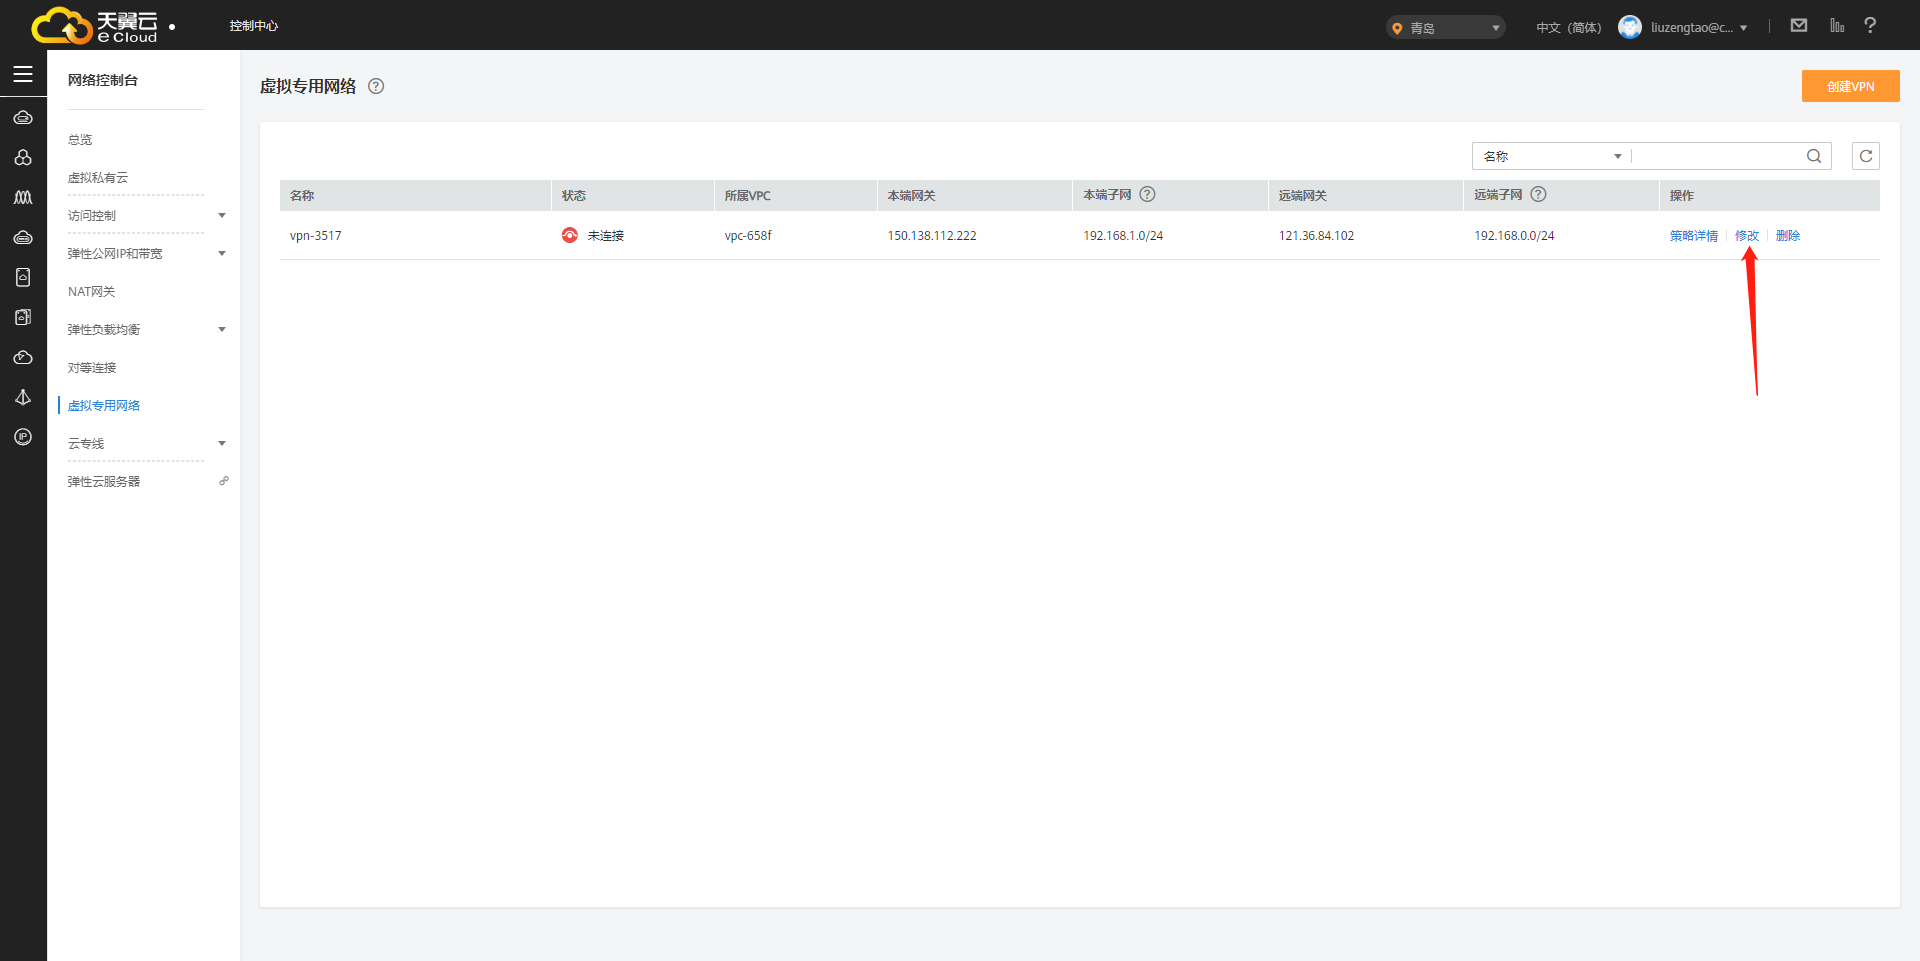 天翼云
e Cloud
控制中心
青岛
中文（简体）
liuzengtao@c...
网络控制台
总览
虚拟私有云
访问控制
弹性公网IP和带宽
NAT网关
弹性负载均衡
对等连接
虚拟专用网络
云专线
弹性云服务器
虚拟专用网络 ?
创建VPN
名称
名称 状态 所属VPC 本端网关 本端子网 ? 远端网关 远端子网 ? 操作
vpn-3517 未连接 vpc-658f 150.138.112.222 192.168.1.0/24 121.36.84.102 192.168.0.0/24 策略详情 修改 删除